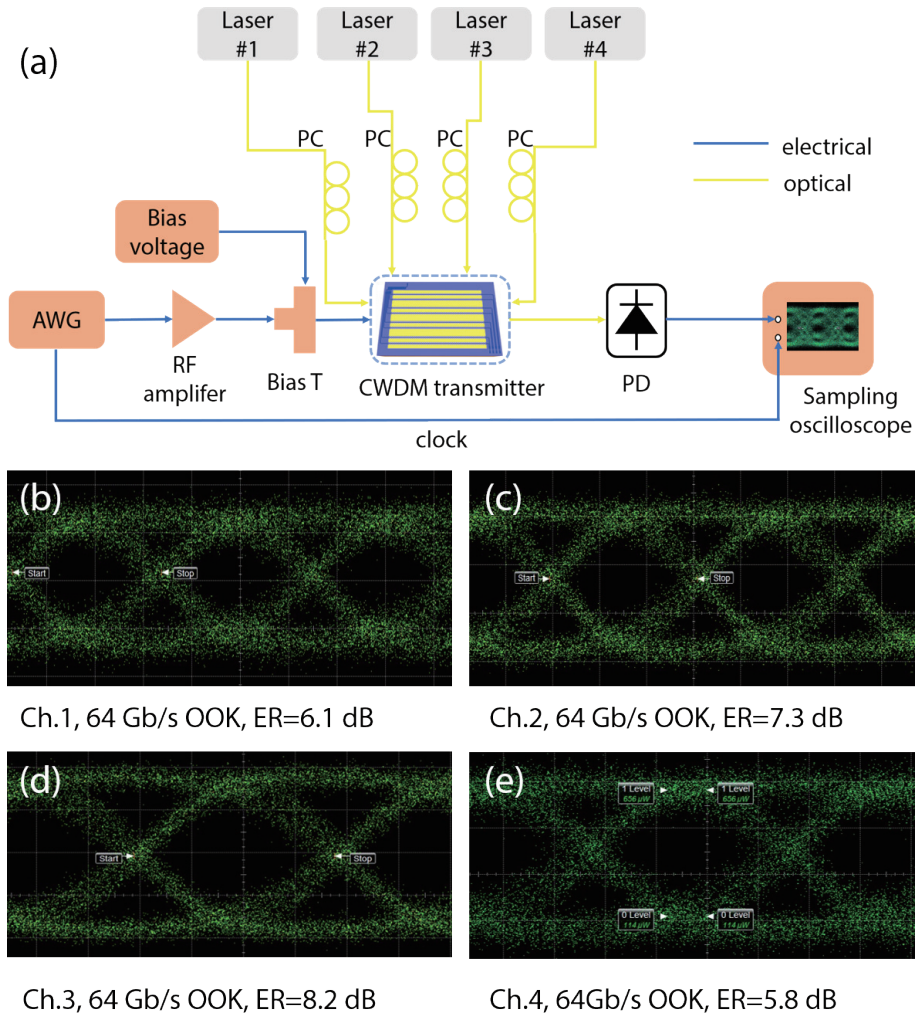 Laser
#1
Laser
#2
Laser
#3
Laser
#4
(a)
PC
PC
PC
PC
electrical
optical
Bias
voltage
AWG
RF
amplifer
Bias T
CWDM transmitter
PD
Sampling
oscilloscope
clock
(b)
Start
Stop
Ch.1, 64 Gb/s OOK, ER=6.1 dB
(c)
Start
Stop
Ch.2, 64 Gb/s OOK, ER=7.3 dB
(d)
Start
Stop
Ch.3, 64 Gb/s OOK, ER=8.2 dB
(e)
1 Level
656 µW
1 Level
656 µW
0 Level
114 µW
0 Level
114 µW
Ch.4, 64Gb/s OOK, ER=5.8 dB